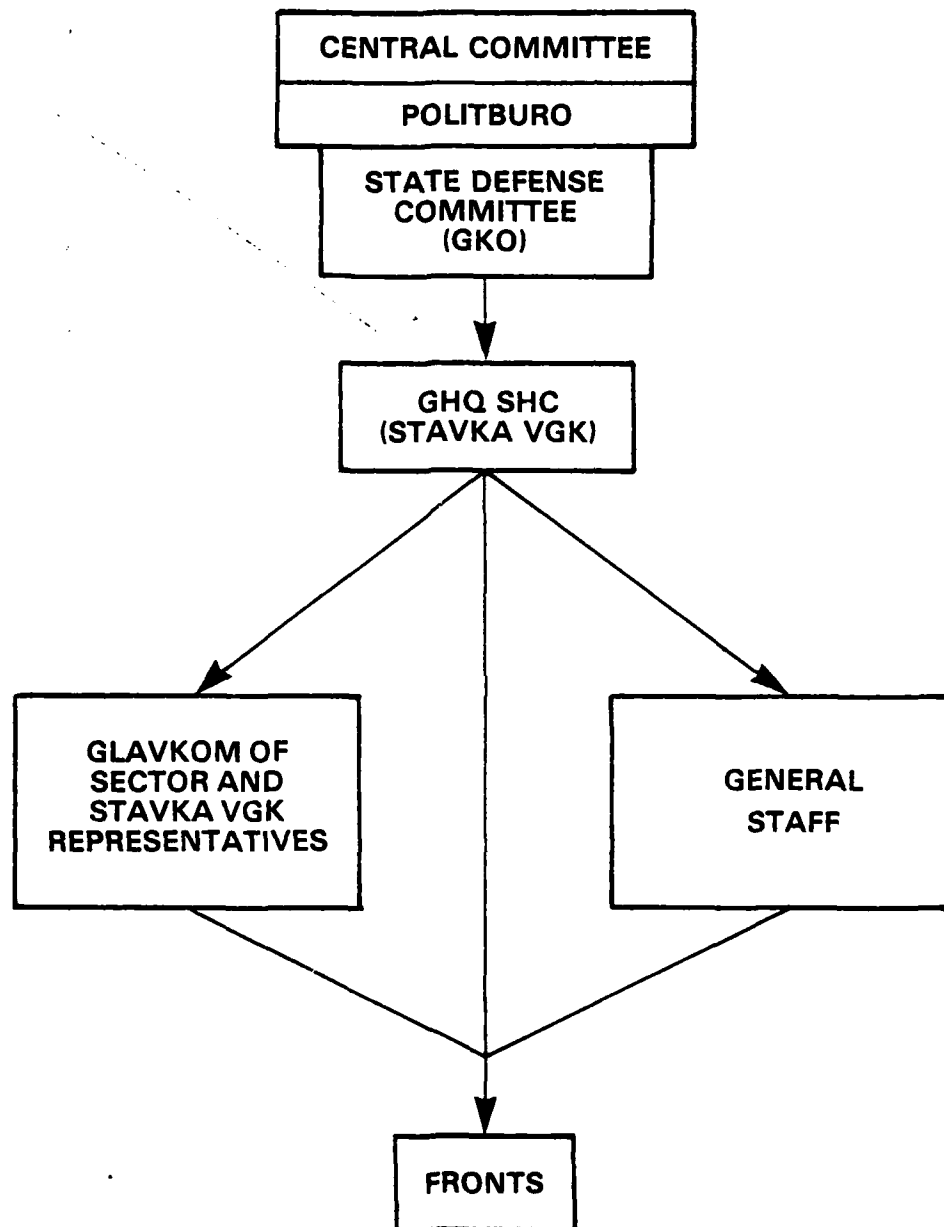 CENTRAL COMMITTEE
POLITBURO
STATE DEFENSE
COMMITTEE
(GKO)
GHQ SHC
(STAVKA VGK)
GLAVKOM OF
SECTOR AND
STAVKA VGK
REPRESENTATIVES
GENERAL
STAFF
FRONTS